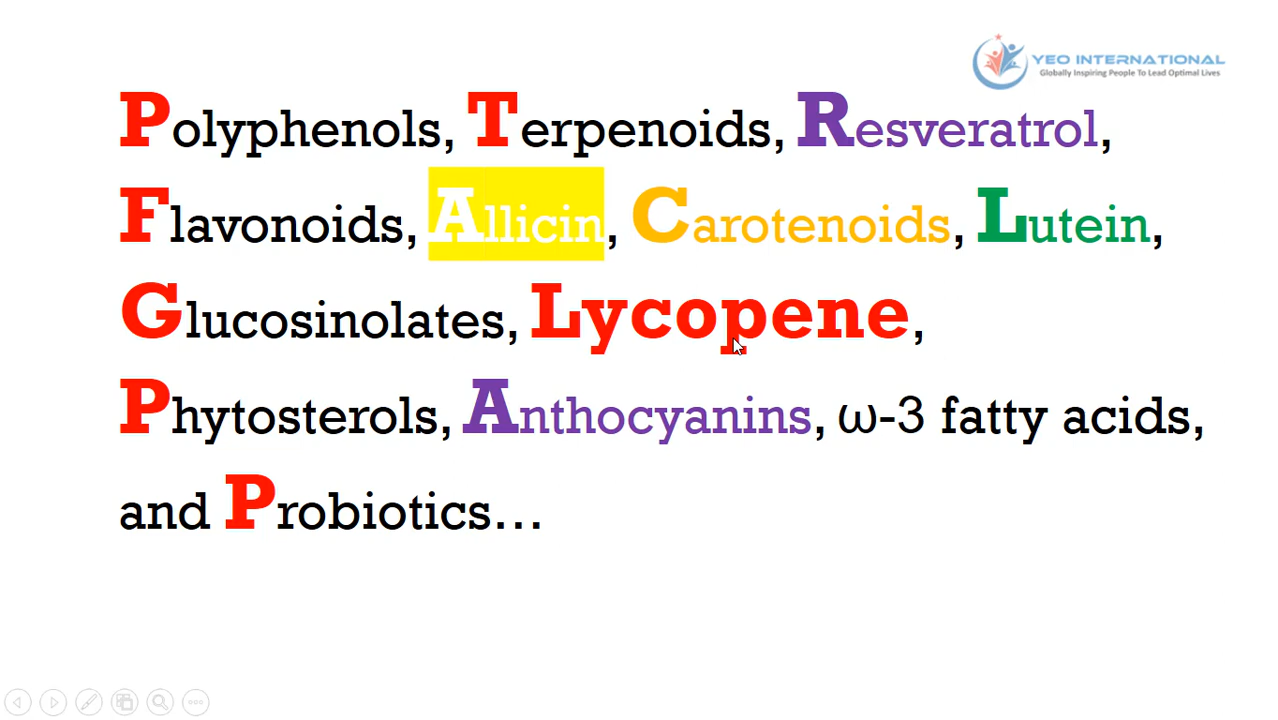 YEO INTERNATIONAL
Globally Inspiring People To Lead Optimal Lives
Polyphenols, Terpenoids, Resveratrol,
Flavonoids, Allicin, Carotenoids, Lutein,
Glucosinolates, Lycopene,
Phytosterols, Anthocyanins, ω-3 fatty acids,
and Probiotics…